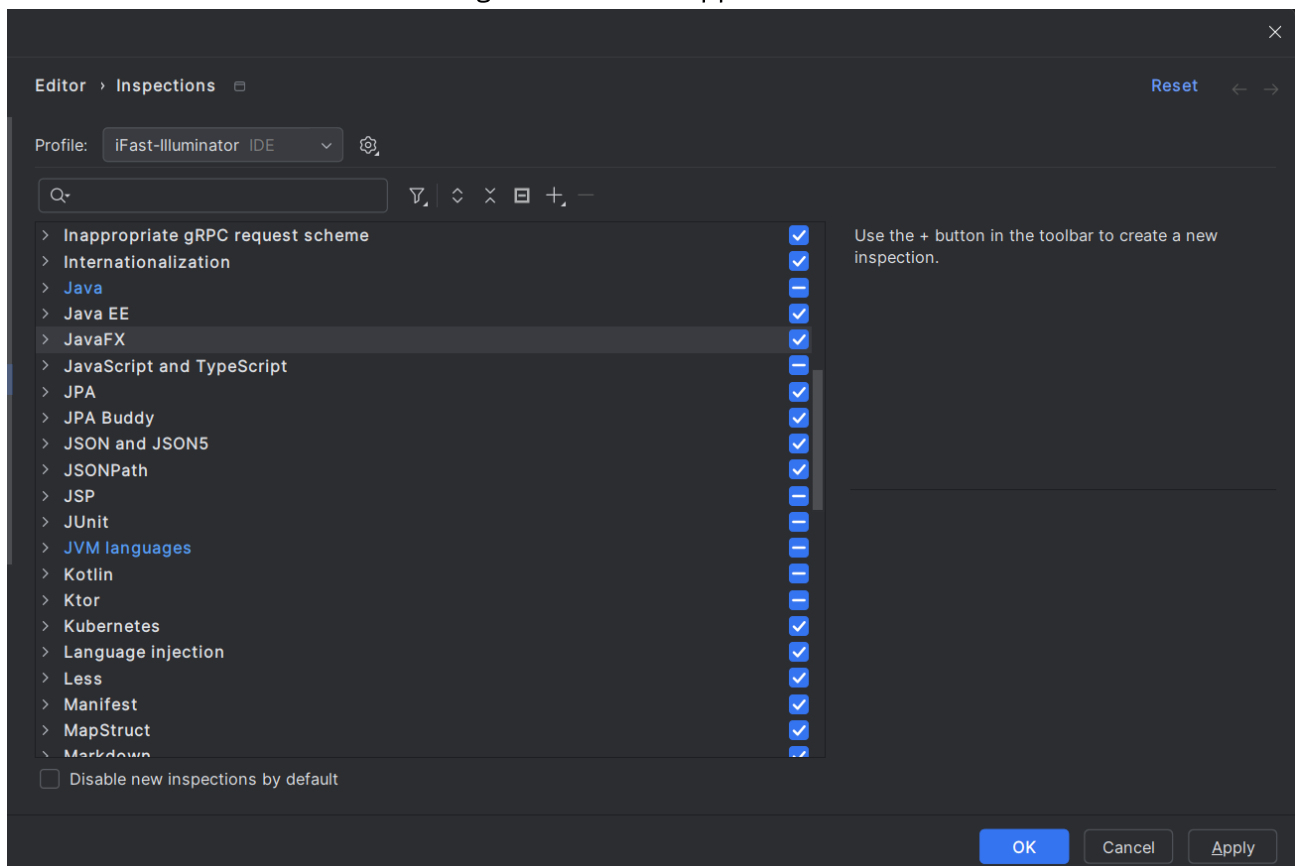 Editor › Inspections
Reset
Profile:
iFast-Illuminator IDE
Inappropriate gRPC request scheme
Internationalization
Java
Java EE
JavaFX
JavaScript and TypeScript
JPA
JPA Buddy
JSON and JSON5
JSONPath
JSP
JUnit
JVM languages
Kotlin
Ktor
Kubernetes
Language injection
Less
Manifest
MapStruct
Markdown
Use the + button in the toolbar to create a new
inspection.
Disable new inspections by default
OK
Cancel
Apply